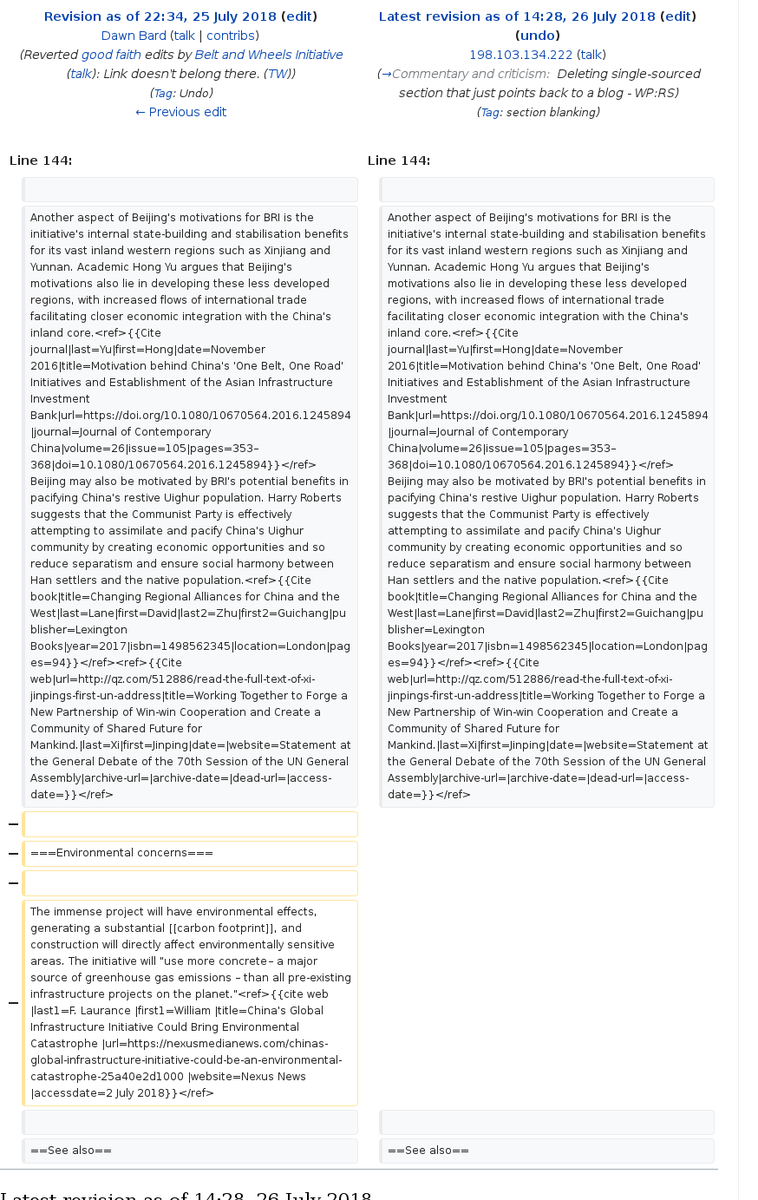 Revision as of 22:34, 25 July 2018 (edit)
Dawn Bard (talk | contribs)
(Reverted good faith edits by Belt and Wheels Initiative
(talk): Link doesn't belong there. (TW))
(Tag: Undo)
← Previous edit
Latest revision as of 14:28, 26 July 2018 (edit)
(undo)
198.103.134.222 (talk)
(→Commentary and criticism: Deleting single-sourced
section that just points back to a blog - WP:RS)
(Tag: section blanking)
Line 144:
Line 144:
Another aspect of Beijing's motivations for BRI is the
initiative's internal state-building and stabilisation benefits
for its vast inland western regions such as Xinjiang and
Yunnan. Academic Hong Yu argues that Beijing's
motivations also lie in developing these less developed
regions, with increased flows of international trade
facilitating closer economic integration with the China's
inland core.<ref>{{Cite
journal|last=Yu|first=Hong|date=November
2016|title=Motivation behind China's 'One Belt, One Road'
Initiatives and Establishment of the Asian Infrastructure
Investment
Bank|url=https://doi.org/10.1080/10670564.2016.1245894
|journal=Journal of Contemporary
China|volume=26|issue=105|pages=353–
368|doi=10.1080/10670564.2016.1245894}}</ref>
Beijing may also be motivated by BRI's potential benefits in
pacifying China's restive Uighur population. Harry Roberts
suggests that the Communist Party is effectively
attempting to assimilate and pacify China's Uighur
community by creating economic opportunities and so
reduce separatism and ensure social harmony between
Han settlers and the native population.<ref>{{Cite
book|title=Changing Regional Alliances for China and the
West|last=Lane|first=David|last2=Zhu|first2=Guichang|pu
blisher=Lexington
Books|year=2017|isbn=1498562345|location=London|pag
es=94}}</ref><ref>{{Cite
web|url=http://qz.com/512886/read-the-full-text-of-xi-
jinpings-first-un-address|title=Working Together to Forge a
New Partnership of Win-win Cooperation and Create a
Community of Shared Future for
Mankind.|last=Xi|first=Jinping|date=|website=Statement at
the General Debate of the 70th Session of the UN General
Assembly|archive-url=|archive-date=|dead-url=|access-
date=}}</ref>
Another aspect of Beijing's motivations for BRI is the
initiative's internal state-building and stabilisation benefits
for its vast inland western regions such as Xinjiang and
Yunnan. Academic Hong Yu argues that Beijing's
motivations also lie in developing these less developed
regions, with increased flows of international trade
facilitating closer economic integration with the China's
inland core.<ref>{{Cite
journal|last=Yu|first=Hong|date=November
2016|title=Motivation behind China's 'One Belt, One Road'
Initiatives and Establishment of the Asian Infrastructure
Investment
Bank|url=https://doi.org/10.1080/10670564.2016.1245894
|journal=Journal of Contemporary
China|volume=26|issue=105|pages=353–
368|doi=10.1080/10670564.2016.1245894}}</ref>
Beijing may also be motivated by BRI's potential benefits in
pacifying China's restive Uighur population. Harry Roberts
suggests that the Communist Party is effectively
attempting to assimilate and pacify China's Uighur
community by creating economic opportunities and so
reduce separatism and ensure social harmony between
Han settlers and the native population.<ref>{{Cite
book|title=Changing Regional Alliances for China and the
West|last=Lane|first=David|last2=Zhu|first2=Guichang|pu
blisher=Lexington
Books|year=2017|isbn=1498562345|location=London|pag
es=94}}</ref><ref>{{Cite
web|url=http://qz.com/512886/read-the-full-text-of-xi-
jinpings-first-un-address|title=Working Together to Forge a
New Partnership of Win-win Cooperation and Create a
Community of Shared Future for
Mankind.|last=Xi|first=Jinping|date=|website=Statement at
the General Debate of the 70th Session of the UN General
Assembly|archive-url=|archive-date=|dead-url=|access-
date=}}</ref>
−
− ===Environmental concerns===
−
The immense project will have environmental effects,
generating a substantial [[carbon footprint]], and
construction will directly affect environmentally sensitive
areas. The initiative will "use more concrete– a major
source of greenhouse gas emissions – than all pre-existing
− infrastructure projects on the planet."<ref>{{cite web
|last1=F. Laurance |first1=William |title=China's Global
Infrastructure Initiative Could Bring Environmental
Catastrophe |url=https://nexusmedianews.com/chinas-
global-infrastructure-initiative-could-be-an-environmental-
catastrophe-25a40e2d1000 |website=Nexus News
|accessdate=2 July 2018}}</ref>
==See also==
==See also==
Latest revision as of 14:28, 26 July 2018